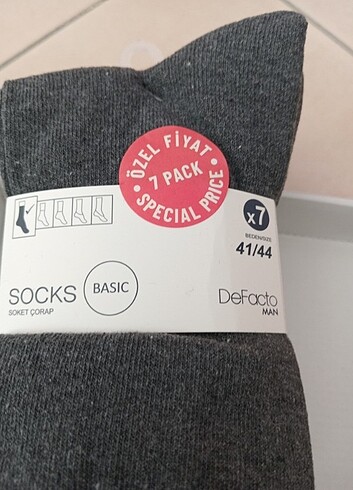 ÖZEL FİYAT
7 PACK
SPECIAL PRICE
x7
BEDEN/SIZE
41/44
SOCKS
SOKET ÇORAP
BASIC
DeFacto
MAN